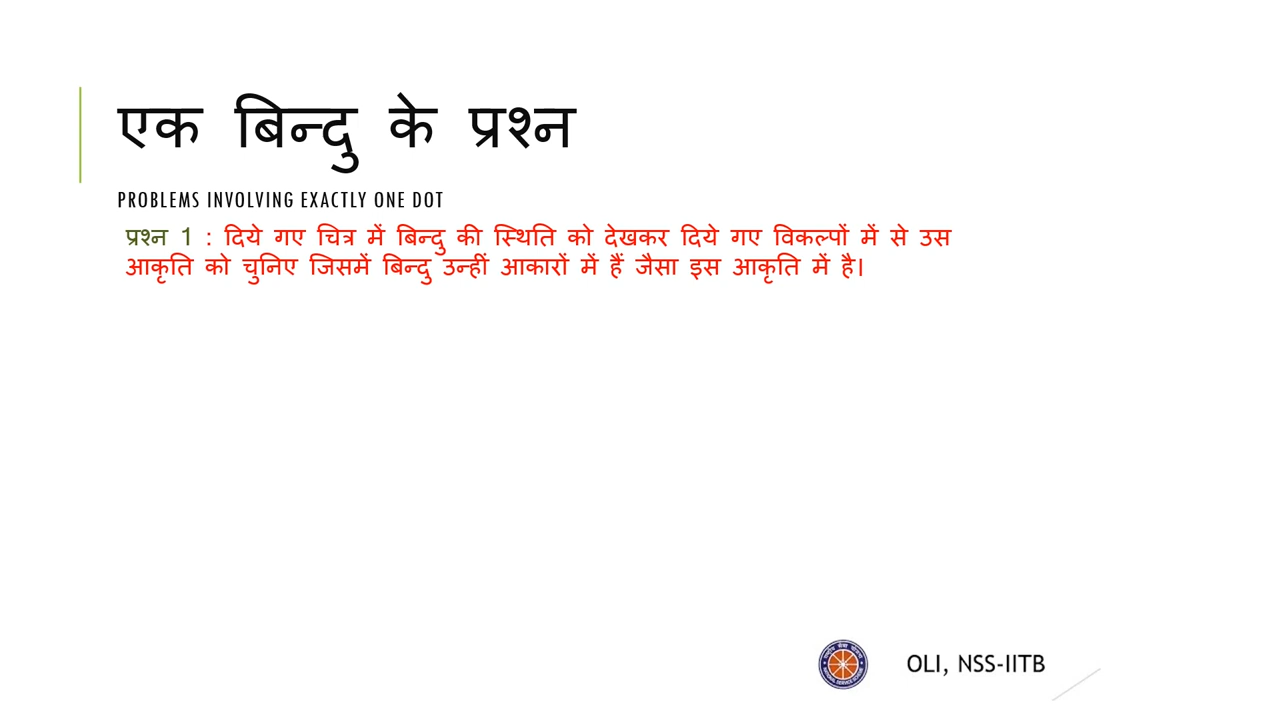 एक बिन्दु के प्रश्न
PROBLEMS INVOLVING EXACTLY ONE DOT
प्रश्न 1 : दिये गए चित्र में बिन्दु की स्थिति को देखकर दिये गए विकल्पों में से उस
आकृति को चुनिए जिसमें बिन्दु उन्हीं आकारों में हैं जैसा इस आकृति में है।
OLI, NSS-IITB